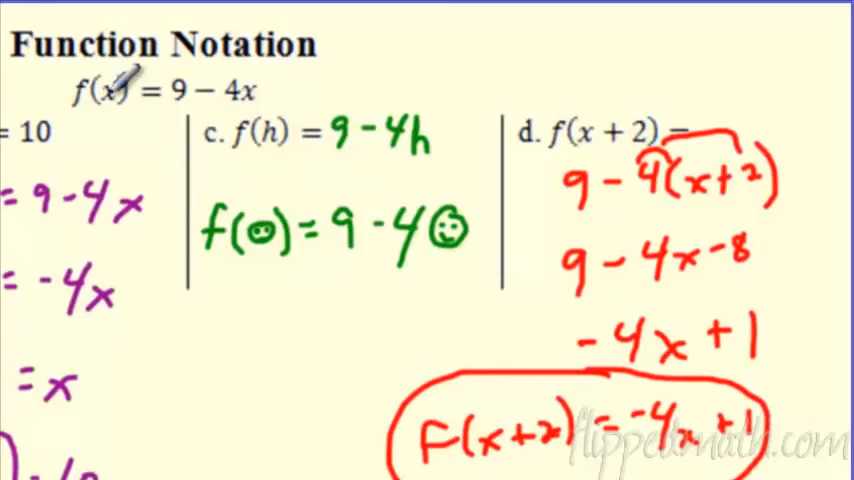 Function Notation
f(x) = 9 − 4x
= 10
= 9 - 4x
= -4x
= x
c. f(h) = 9 - 4h
f(☺) = 9 - 4☺
d. f(x + 2) =
9 - 4(x+2)
9 - 4x - 8
- 4x + 1
f(x+2) = -4x + 1
flippedmath.com